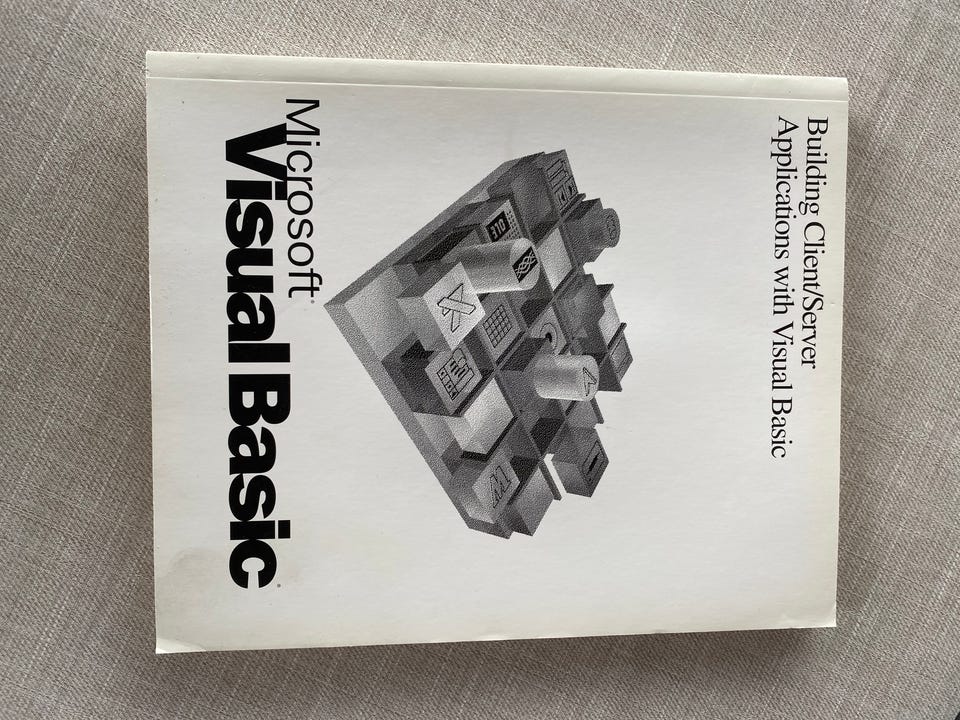 Building Client/Server
Applications with Visual Basic
X
A
W
Microsoft®
Visual Basic®